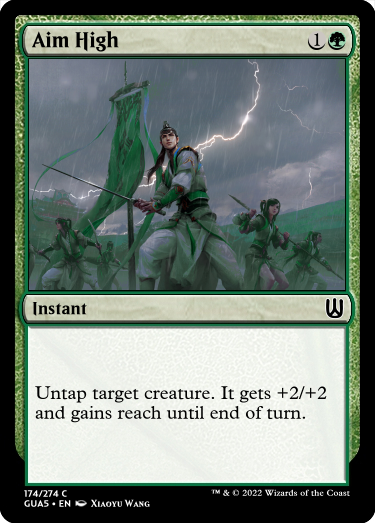 Aim High 1
Instant
Untap target creature. It gets +2/+2
and gains reach until end of turn.
174/274 C
GUA5 • EN Xiaoyu Wang
™ & © 2022 Wizards of the Coast